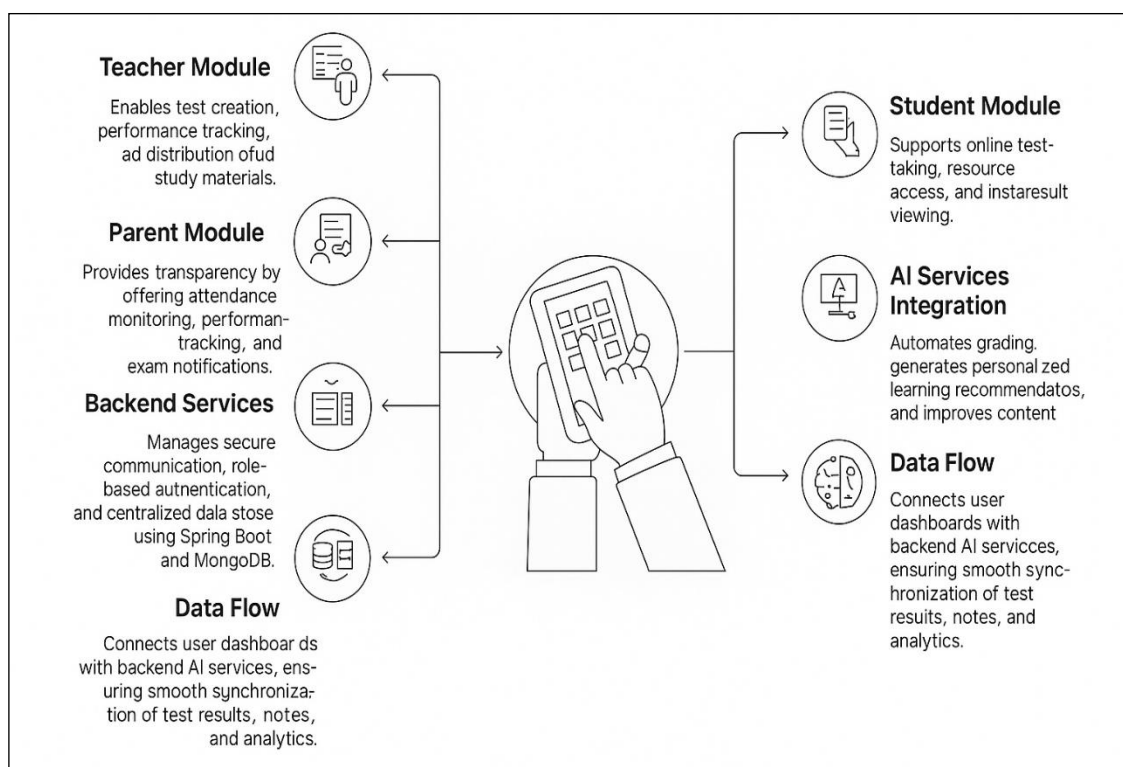 Teacher Module
Enables test creation,
performance tracking,
ad distribution ofud
study materials.
Parent Module
Provides transparency by
offering attendance
monitoring, performan-
tracking, and
exam notifications.
Backend Services
Manages secure
communication, role-
based autnentication,
and centralized dala stose
using Spring Boot
and MongoDB.
Data Flow
Connects user dashboar ds
with backend AI services, ens-
uring smooth synchroniza-
tion of test results, notes,
and analytics.
Student Module
Supports online test-
taking, resource
access, and instaresult
viewing.
AI Services
Integration
Automates grading.
generates personal zed
learning recommendatos,
and improves content
Data Flow
Connects user
dashboards with
backend AI servicces,
ensuring smooth sync-
hronization of test
resuits, notes, and
analytics.